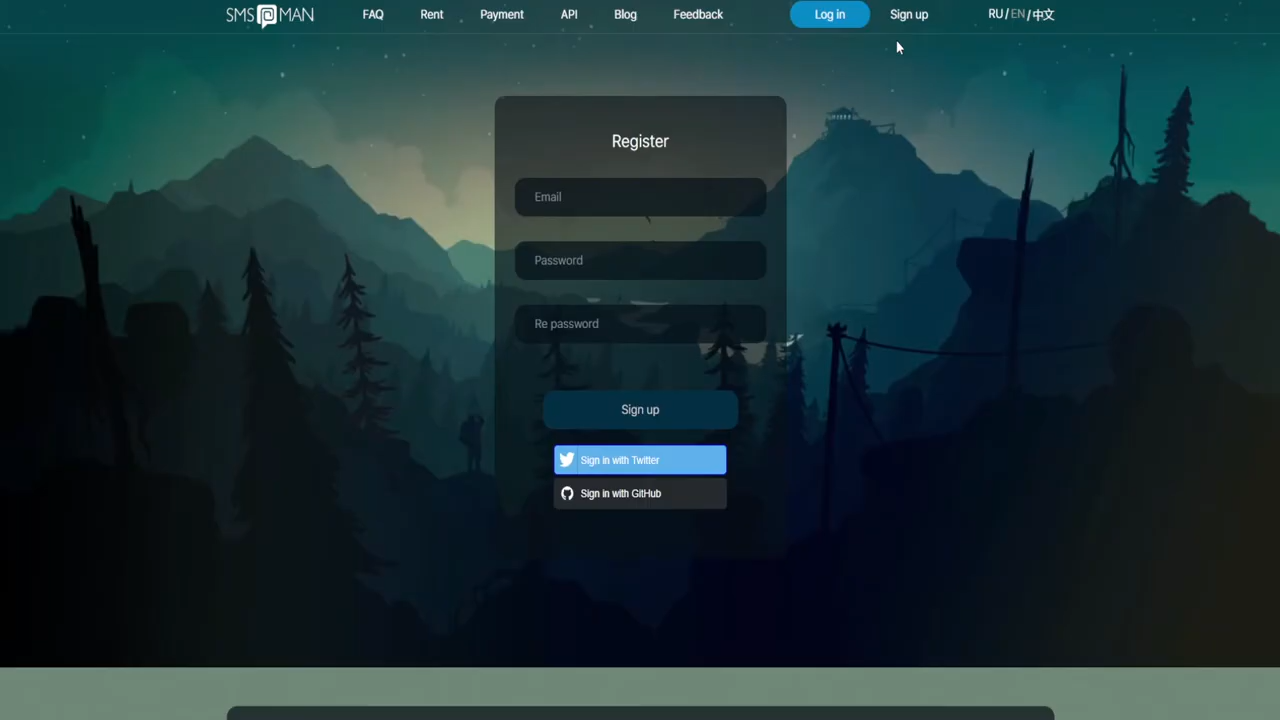 SMS MAN FAQ Rent Payment API Blog Feedback Log in Sign up RU / EN / 中文
Register
Email
Password
Re password
Sign up
Sign in with Twitter
Sign in with GitHub